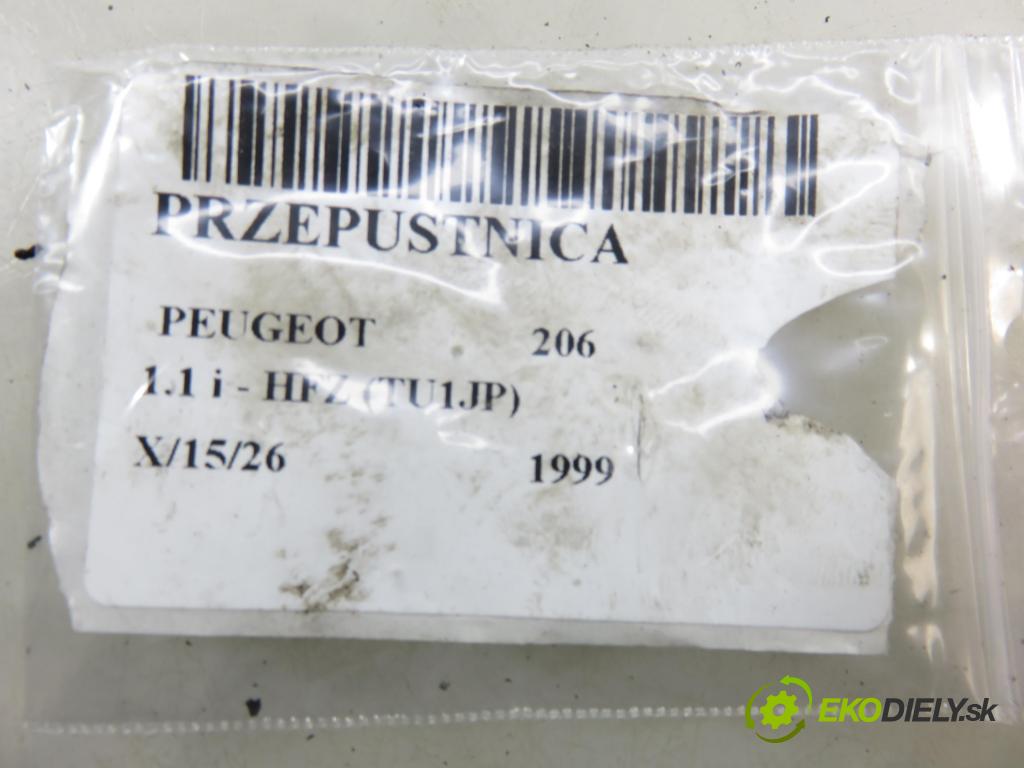 PRZEPUSTNICA
PEUGEOT 206
1.1 i - HFZ (TU1JP)
X/15/26 1999
EKODIELY.sk